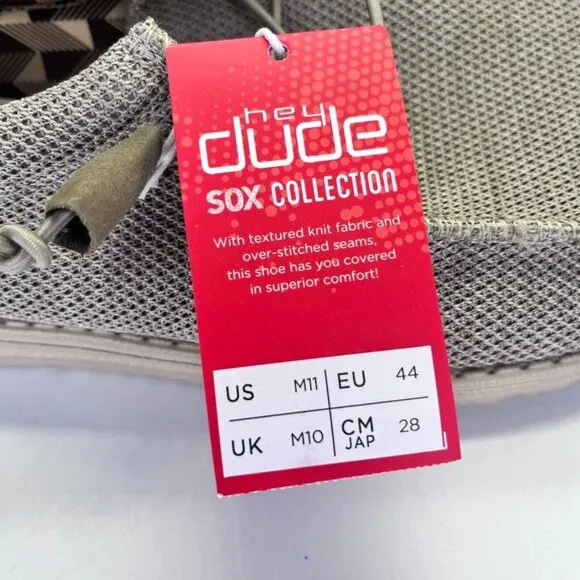 hey
dude
SOX COLLECTION
With textured knit fabric and
over-stitched seams,
this shoe has you covered
in superior comfort!
US M11 EU 44
UK M10 CM JAP 28